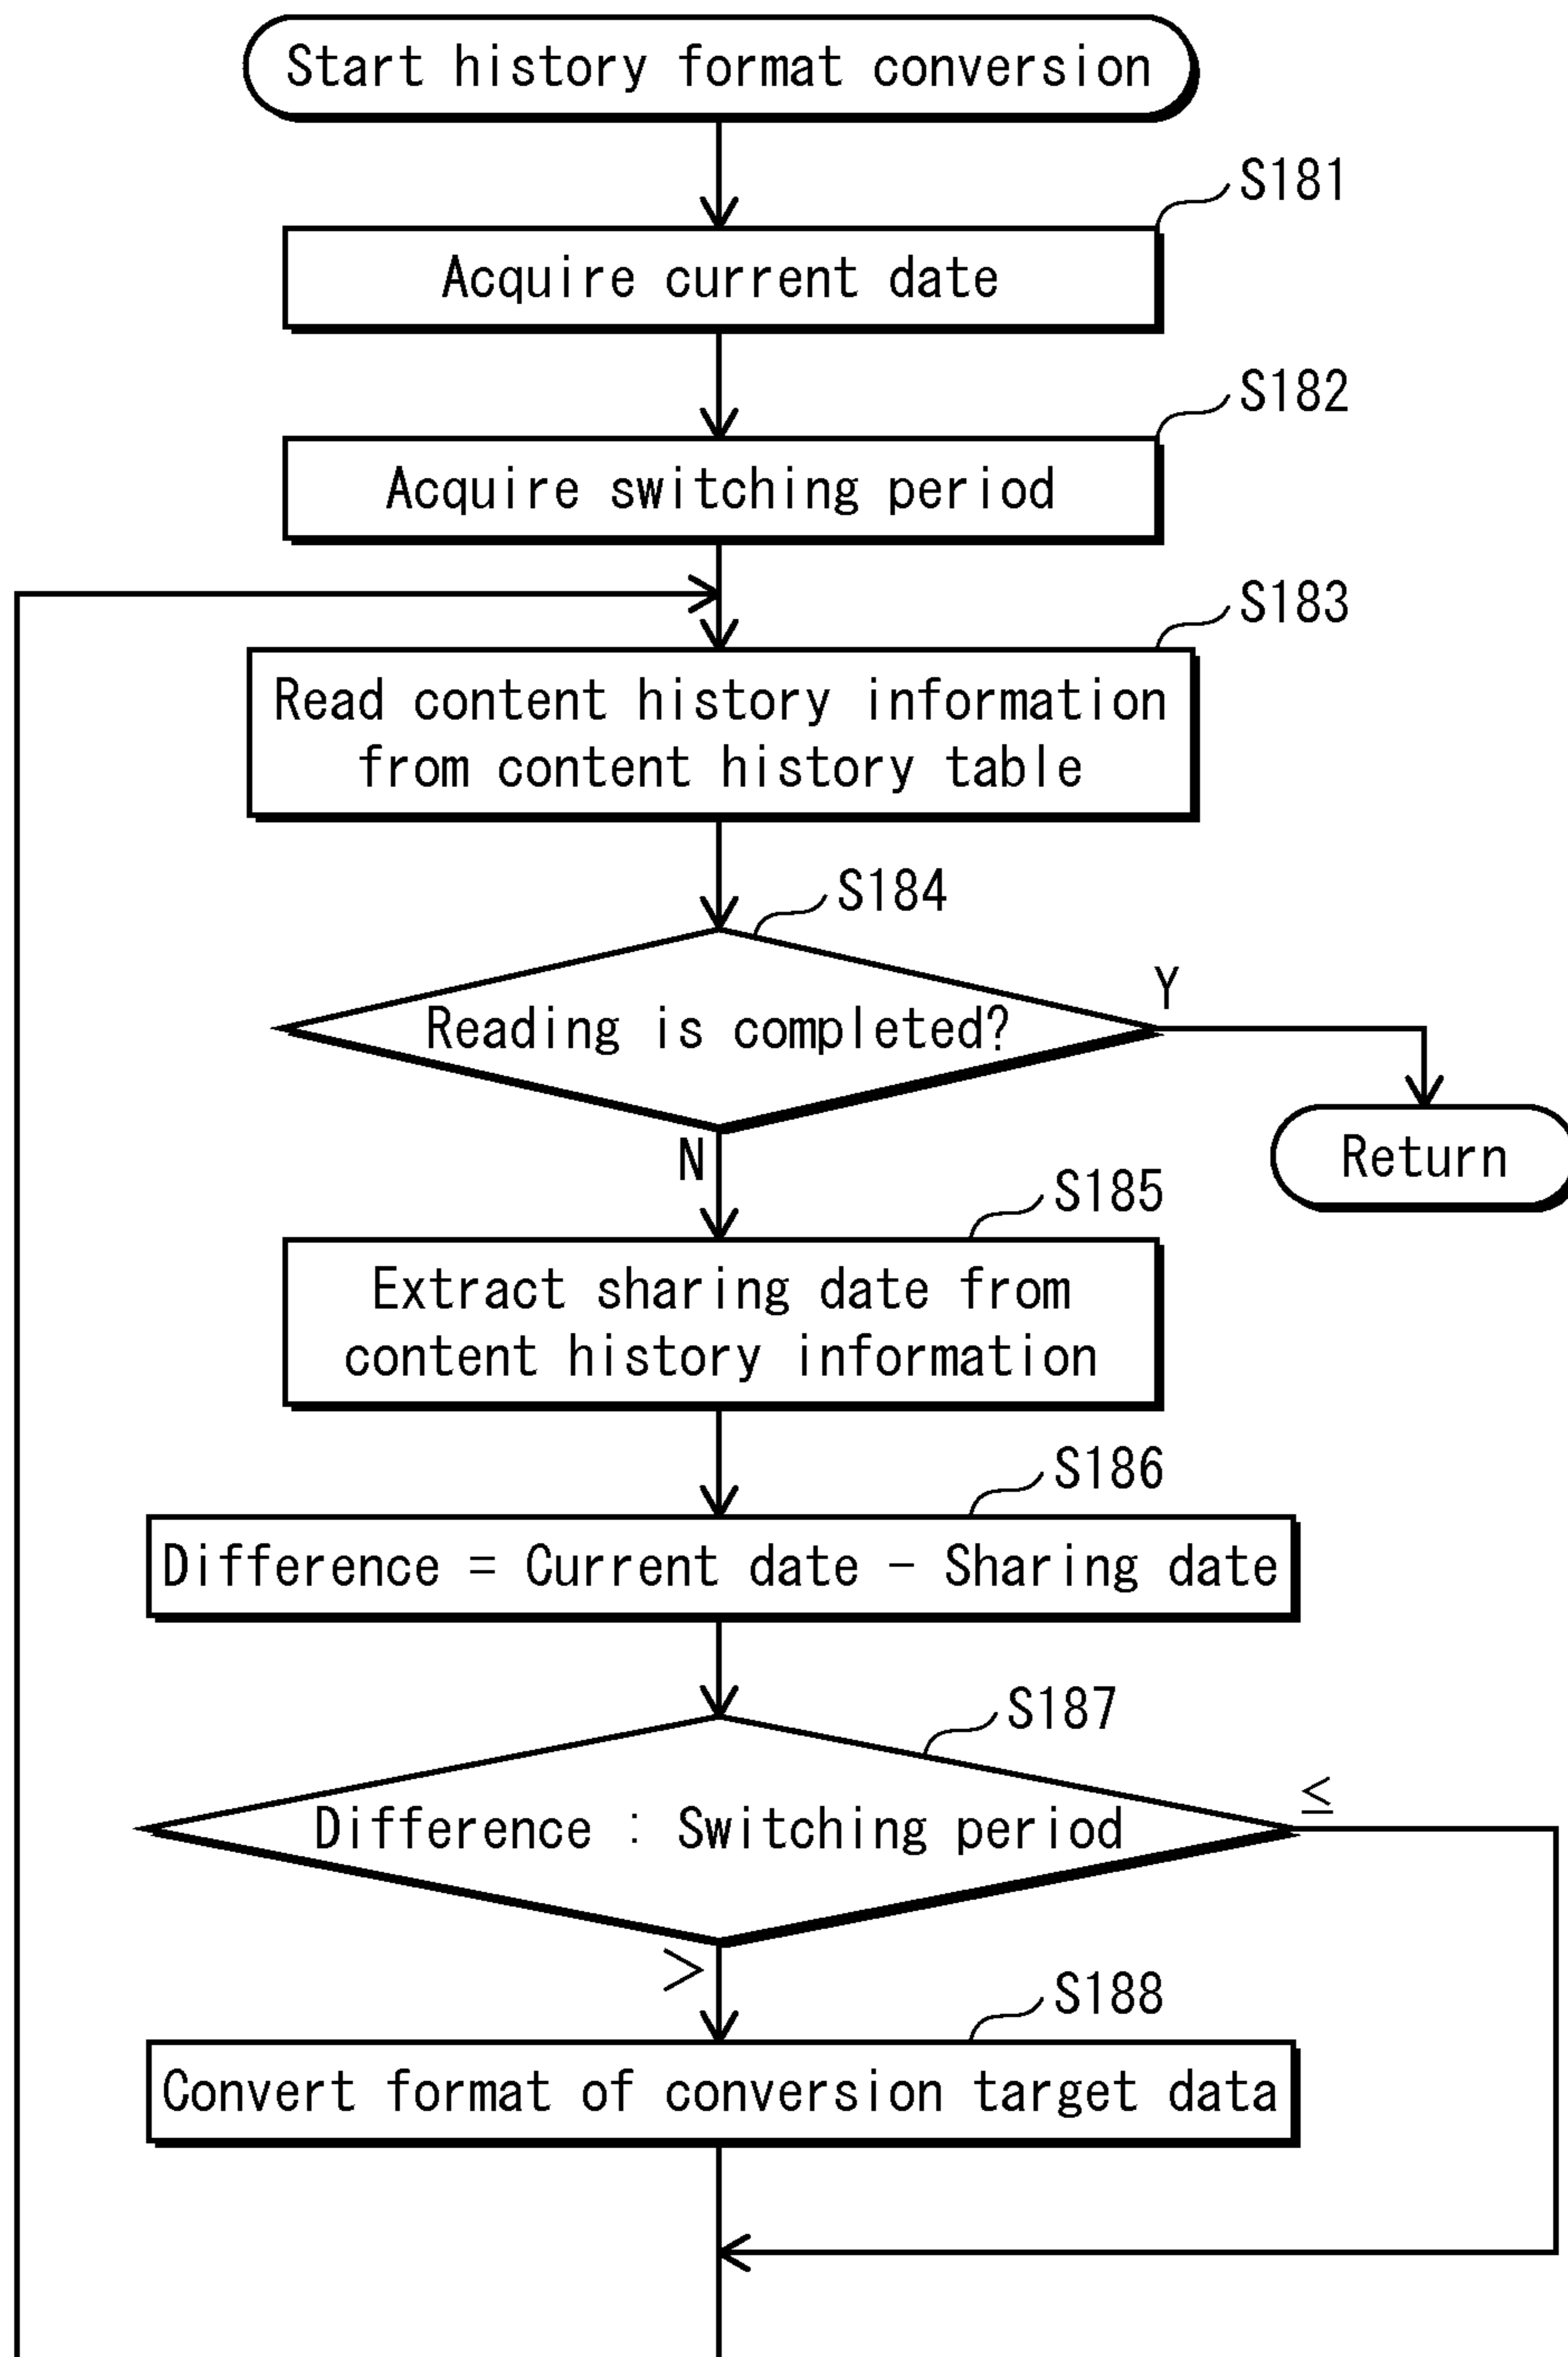 Start history format conversion
S181
Acquire current date
S182
Acquire switching period
S183
Read content history information
from content history table
S184
Reading is completed?
Y
Return
N
S185
Extract sharing date from
content history information
S186
Difference = Current date - Sharing date
S187
Difference : Switching period
≤
>
S188
Convert format of conversion target data